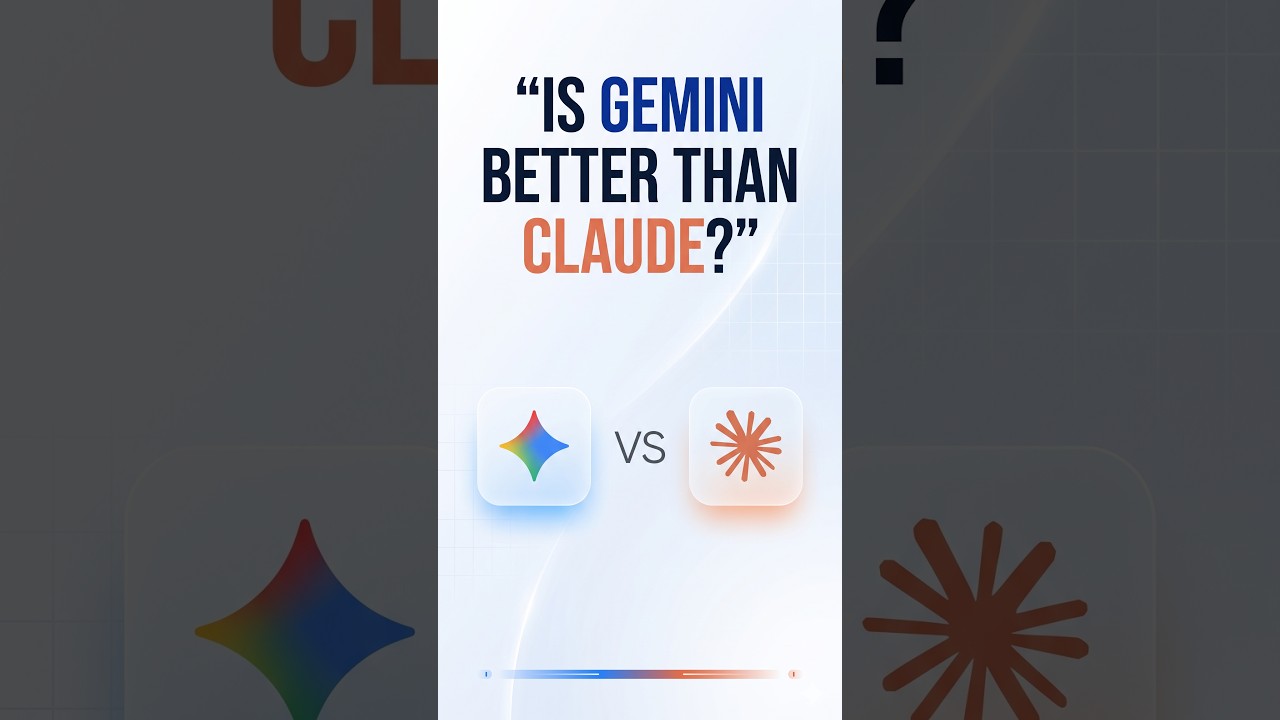 “IS GEMINI
BETTER THAN
CLAUDE?”
VS